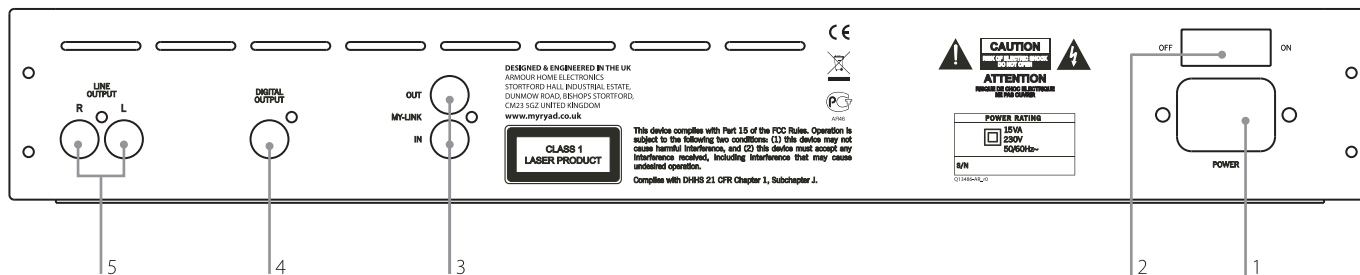 LINE
OUTPUT
R L
DIGITAL
OUTPUT
OUT
MY-LINK
IN
DESIGNED & ENGINEERED IN THE UK
ARMOUR HOME ELECTRONICS
STORTFORD HALL INDUSTRIAL ESTATE,
DUNMOW ROAD, BISHOPS STORTFORD,
CM23 5GZ UNITED KINGDOM
www.myryad.co.uk
CLASS 1
LASER PRODUCT
This device complies with Part 15 of the FCC Rules. Operation is
subject to the following two conditions: (1) this device may not
cause harmful interference, and (2) this device must accept any
interference received, including interference that may cause
undesired operation.
Complies with DHHS 21 CFR Chapter 1, Subchapter J.
CE
PCT
AR46
CAUTION
RISK OF ELECTRIC SHOCK
DO NOT OPEN
ATTENTION
RISQUE DE CHOC ELECTRIQUE
NE PAS OUVRIR
POWER RATING
15VA
230V
50/60Hz~
S/N
Q13486-AR_r0
OFF
ON
POWER
5
4
3
2
1